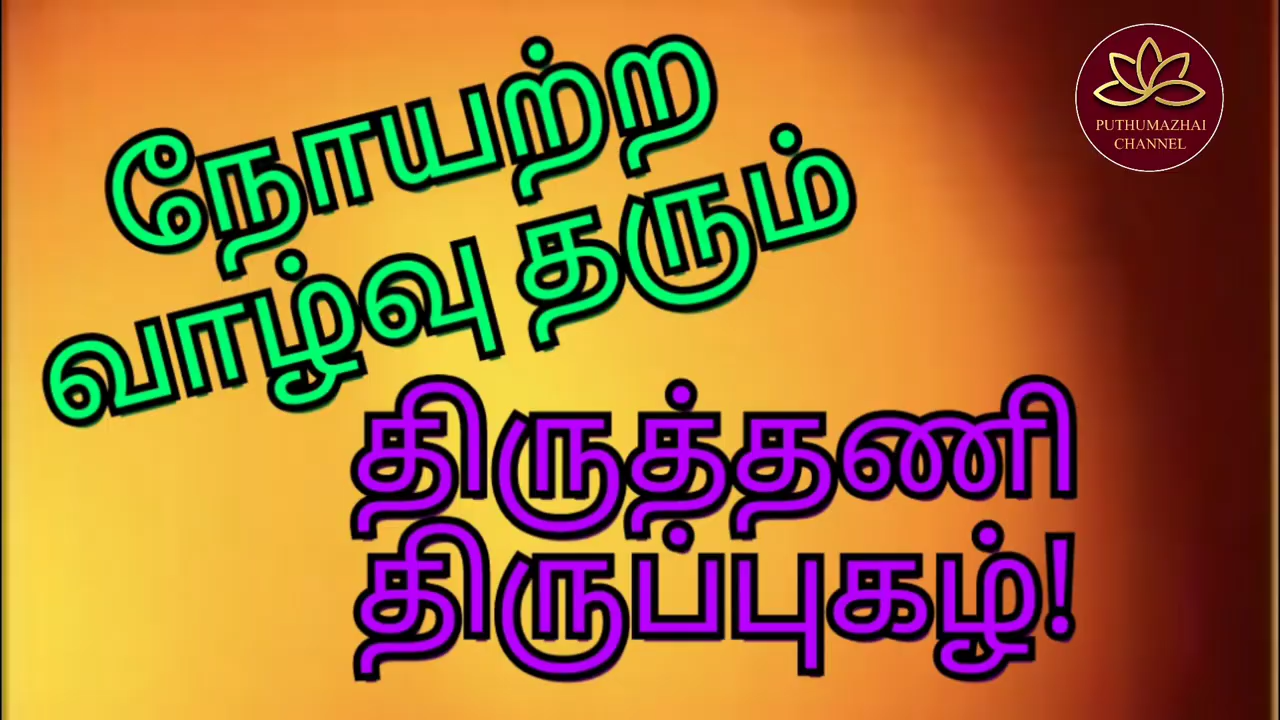 PUTHUMAZHAI
CHANNEL
நோயற்ற
வாழ்வு தரும்
திருத்தணி
திருப்புகழ்!